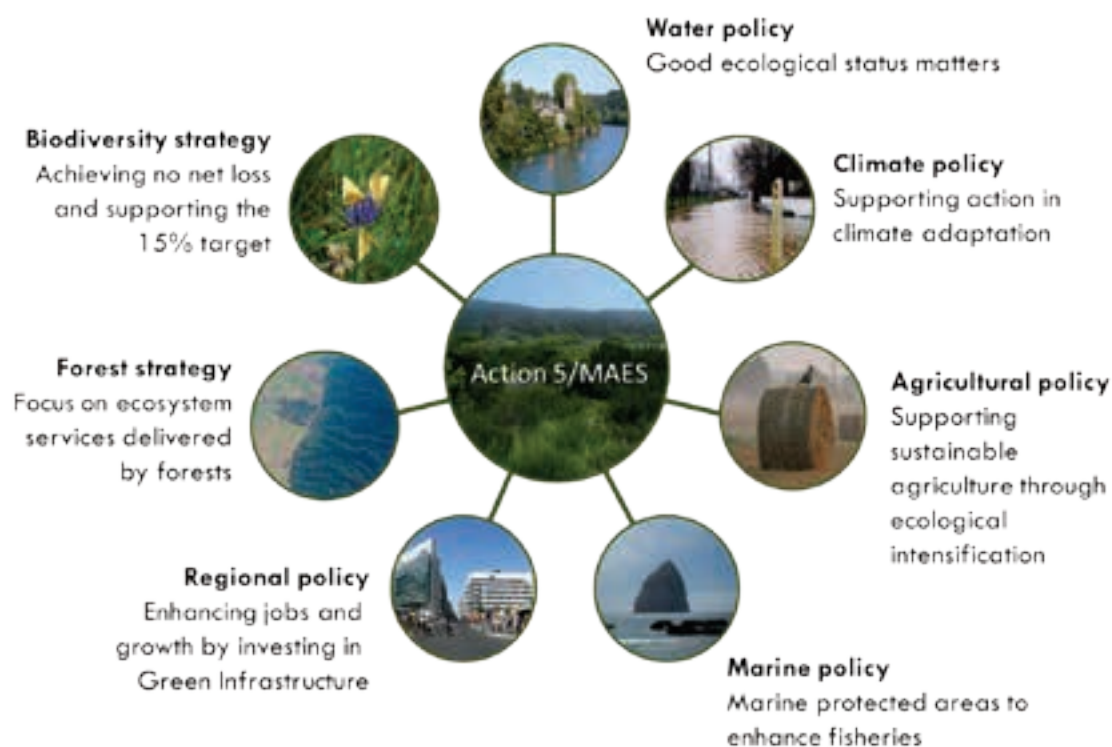 Water policy
Good ecological status matters
Biodiversity strategy
Achieving no net loss
and supporting the
15% target
Climate policy
Supporting action in
climate adaptation
Action 5/MAES
Forest strategy
Focus on ecosystem
services delivered
by forests
Agricultural policy
Supporting
sustainable
agriculture through
ecological
intensification
Regional policy
Enhancing jobs and
growth by investing in
Green Infrastructure
Marine policy
Marine protected areas to
enhance fisheries